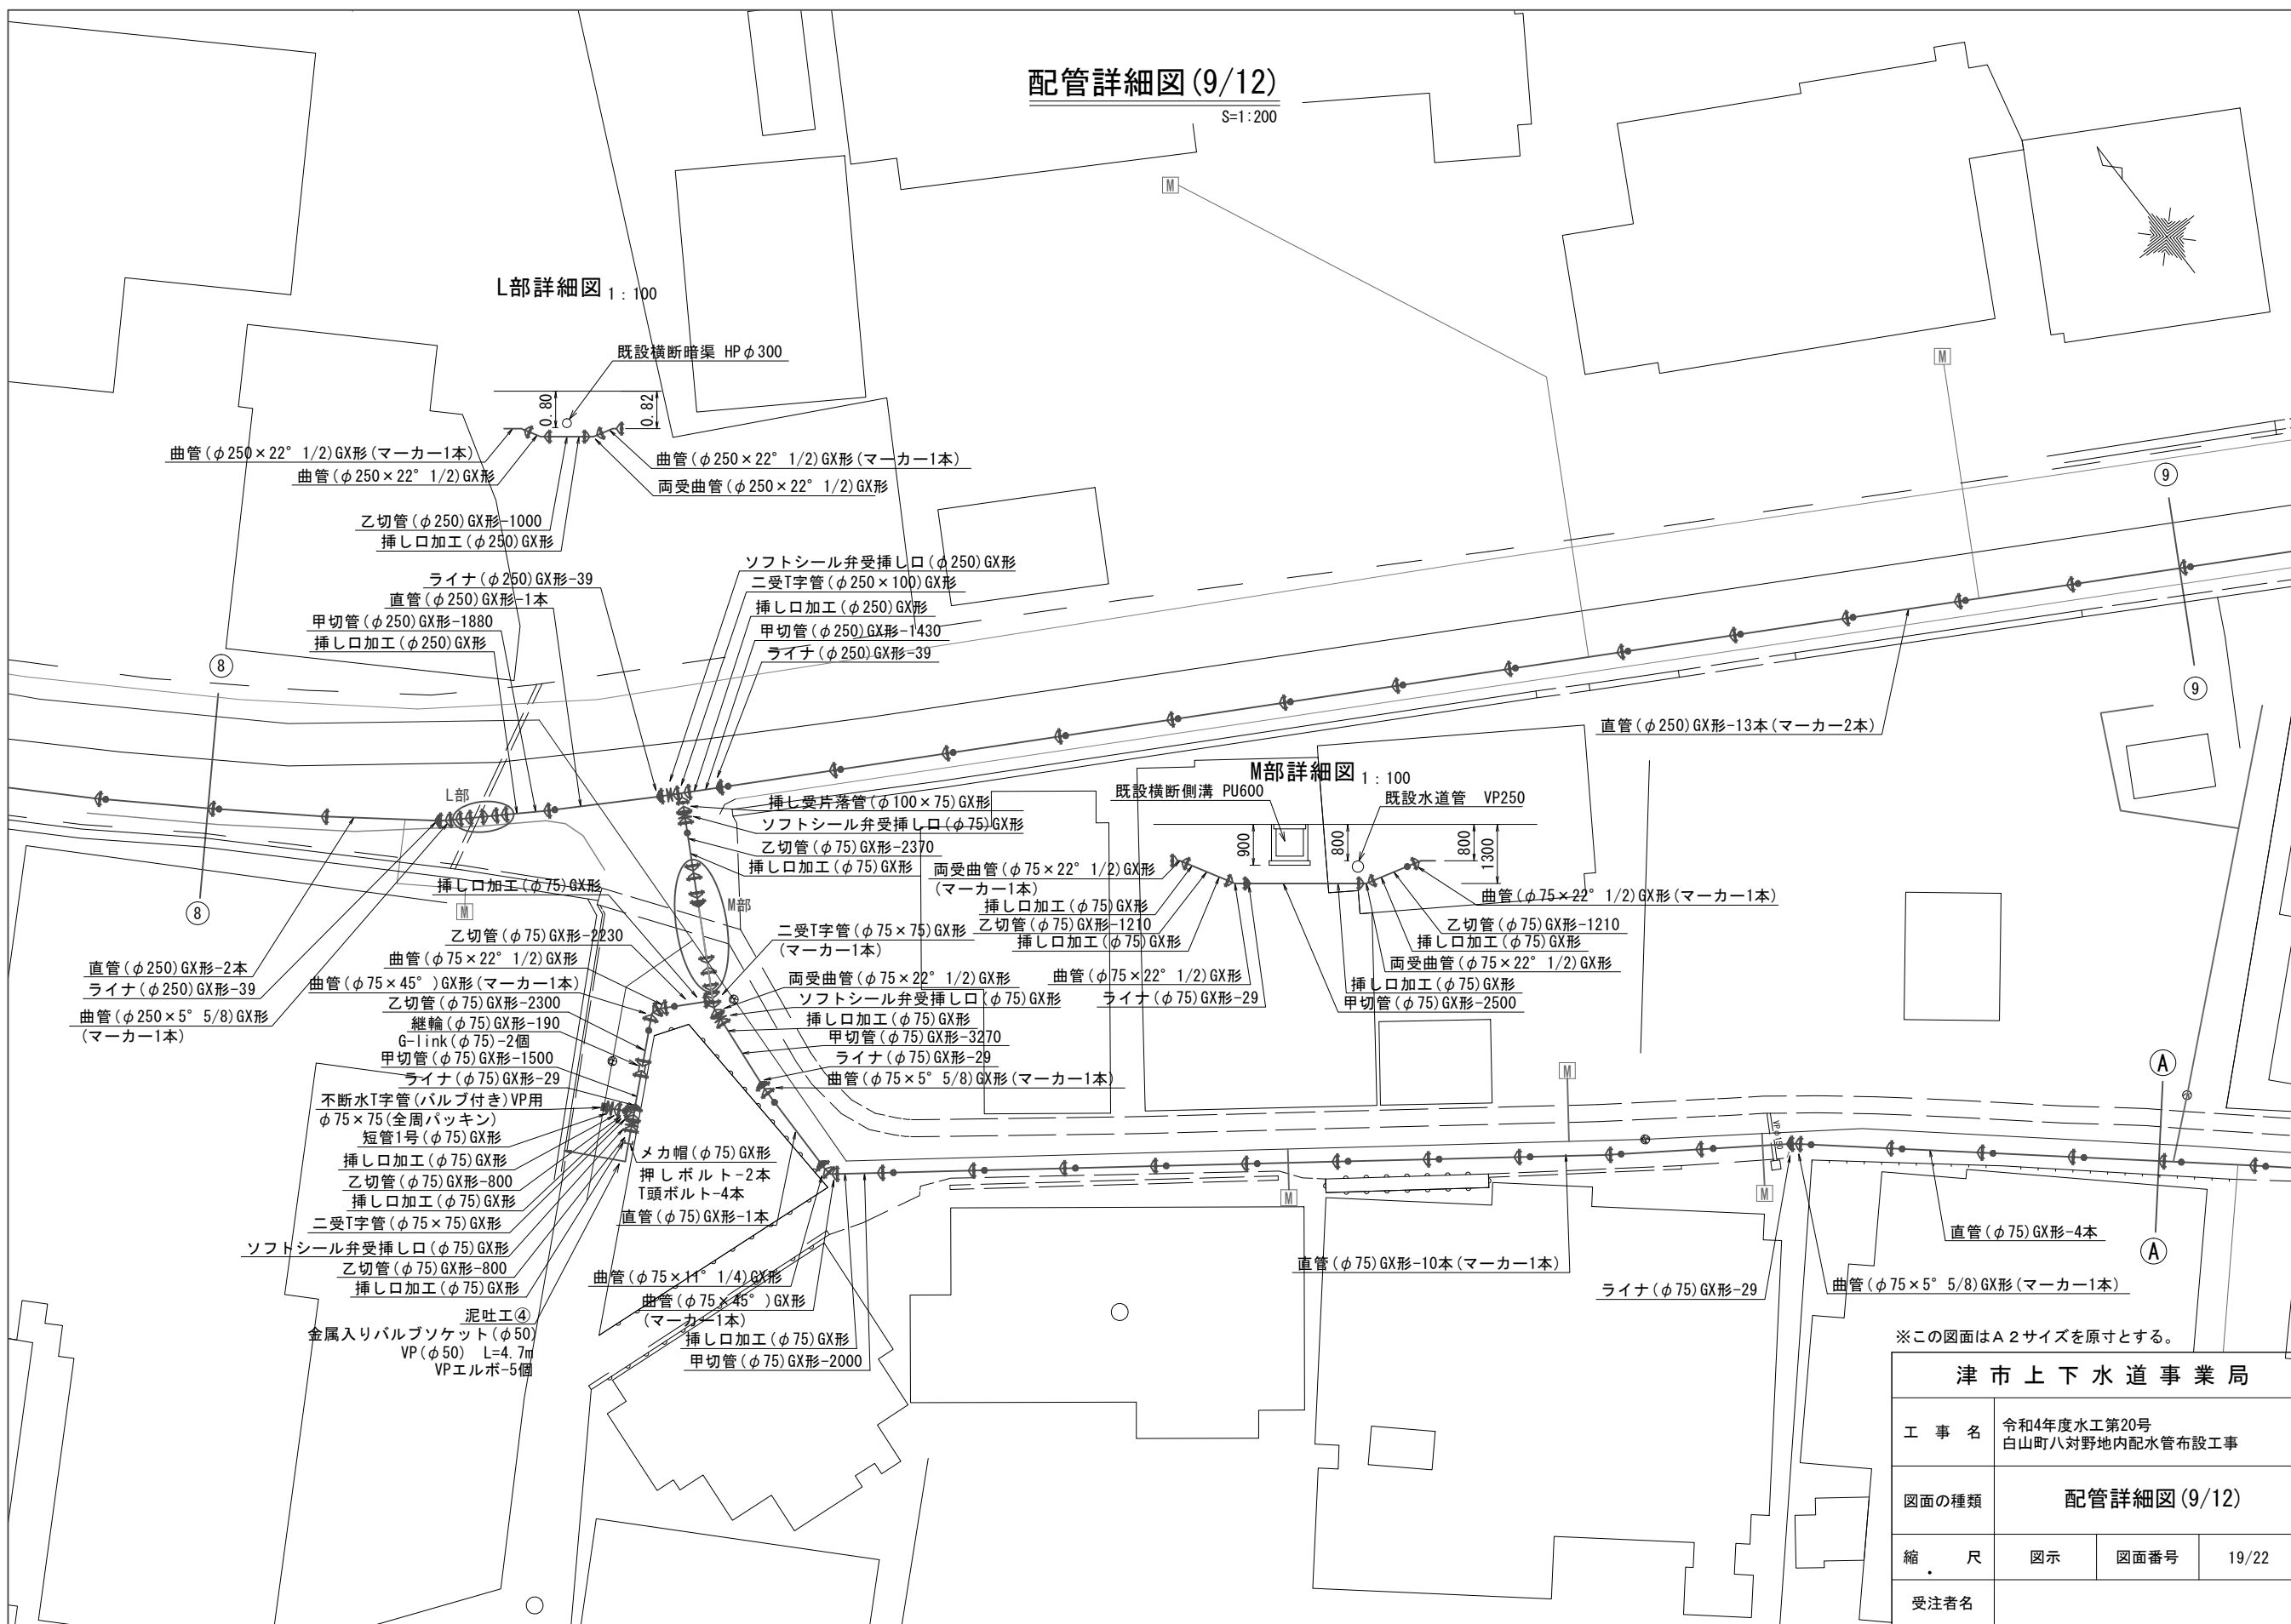 配管詳細図(9/12)
S=1:200
M
M
L部詳細図 1:100
既設横断暗渠 HPφ300
0.80
0.82
曲管(φ250×22° 1/2)GX形(マーカー1本)
曲管(φ250×22° 1/2)GX形
曲管(φ250×22° 1/2)GX形(マーカー1本)
両受曲管(φ250×22° 1/2)GX形
乙切管(φ250)GX形-1000
挿し口加工(φ250)GX形
ライナ(φ250)GX形-39
直管(φ250)GX形-1本
甲切管(φ250)GX形-1880
挿し口加工(φ250)GX形
ソフトシール弁受挿し口(φ250)GX形
二受T字管(φ250×100)GX形
挿し口加工(φ250)GX形
甲切管(φ250)GX形-1430
ライナ(φ250)GX形-39
⑧
⑧
⑨
⑨
直管(φ250)GX形-13本(マーカー2本)
L部
挿し受片落管(φ100×75)GX形
ソフトシール弁受挿し口(φ75)GX形
乙切管(φ75)GX形-2370
挿し口加工(φ75)GX形
挿し口加工(φ75)GX形
M
M部
M部詳細図 1:100
既設横断側溝 PU600
既設水道管 VP250
900
800
800
1300
両受曲管(φ75×22° 1/2)GX形
(マーカー1本)
挿し口加工(φ75)GX形
乙切管(φ75)GX形-1210
挿し口加工(φ75)GX形
曲管(φ75×22° 1/2)GX形
ライナ(φ75)GX形-29
曲管(φ75×22° 1/2)GX形(マーカー1本)
乙切管(φ75)GX形-1210
挿し口加工(φ75)GX形
両受曲管(φ75×22° 1/2)GX形
挿し口加工(φ75)GX形
甲切管(φ75)GX形-2500
乙切管(φ75)GX形-2230
曲管(φ75×22° 1/2)GX形
曲管(φ75×45°)GX形(マーカー1本)
乙切管(φ75)GX形-2300
継輪(φ75)GX形-190
G-link(φ75)-2個
甲切管(φ75)GX形-1500
ライナ(φ75)GX形-29
不断水T字管(バルブ付き)VP用
φ75×75(全周パッキン)
短管1号(φ75)GX形
挿し口加工(φ75)GX形
乙切管(φ75)GX形-800
挿し口加工(φ75)GX形
二受T字管(φ75×75)GX形
ソフトシール弁受挿し口(φ75)GX形
乙切管(φ75)GX形-800
挿し口加工(φ75)GX形
泥吐工④
金属入りバルブソケット(φ50)
VP(φ50) L=4.7m
VPエルボ-5個
直管(φ250)GX形-2本
ライナ(φ250)GX形-39
曲管(φ250×5° 5/8)GX形
(マーカー1本)
二受T字管(φ75×75)GX形
(マーカー1本)
両受曲管(φ75×22° 1/2)GX形
ソフトシール弁受挿し口(φ75)GX形
挿し口加工(φ75)GX形
甲切管(φ75)GX形-3270
ライナ(φ75)GX形-29
曲管(φ75×5° 5/8)GX形(マーカー1本)
メカ帽(φ75)GX形
押しボルト-2本
T頭ボルト-4本
直管(φ75)GX形-1本
曲管(φ75×11° 1/4)GX形
曲管(φ75×45°)GX形
(マーカー1本)
挿し口加工(φ75)GX形
甲切管(φ75)GX形-2000
M
M
M
Ⓐ
Ⓐ
直管(φ75)GX形-10本(マーカー1本)
直管(φ75)GX形-4本
ライナ(φ75)GX形-29
曲管(φ75×5° 5/8)GX形(マーカー1本)
※この図面はA2サイズを原寸とする。
津市上下水道事業局
工事名
令和4年度水工第20号
白山町八対野地内配水管布設工事
図面の種類
配管詳細図(9/12)
縮尺
図示
図面番号
19/22
受注者名